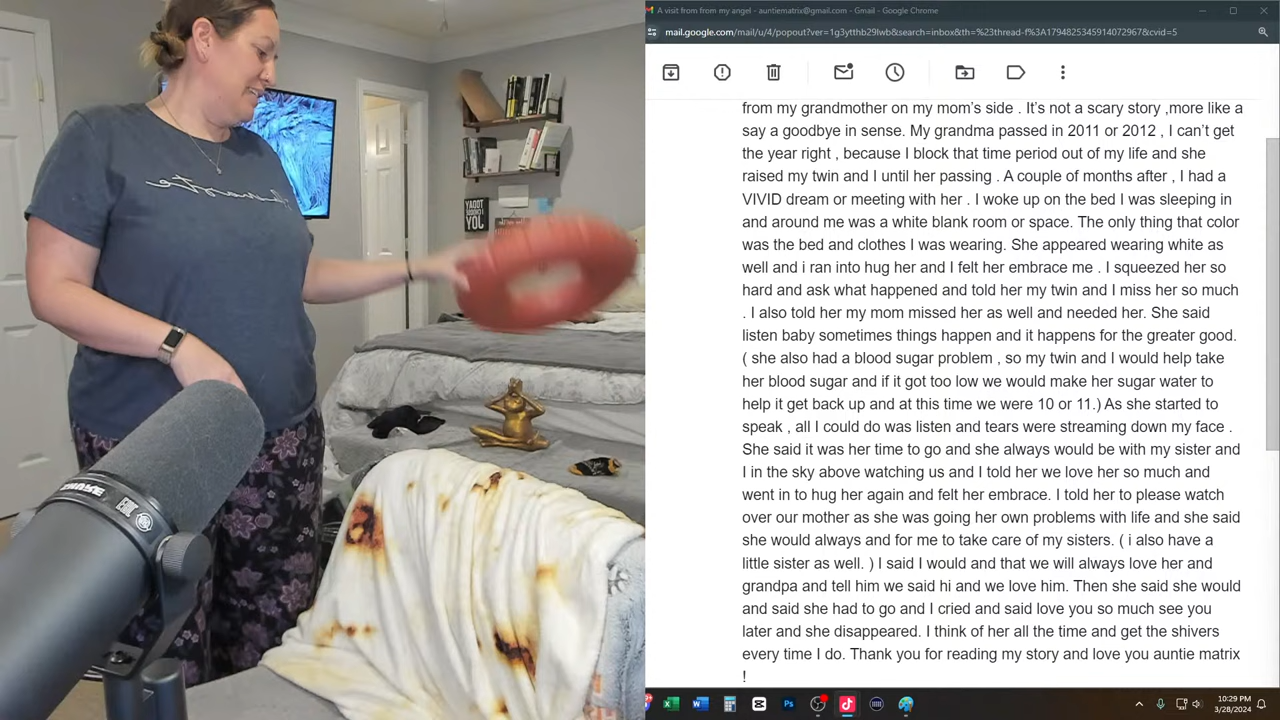 A visit from from my angel - auntiematrix@gmail.com - Gmail - Google Chrome
mail.google.com/mail/u/4/popout?ver=1g3ytthb29lwb&search=inbox&th=%23thread-f%3A1794825345914072967&cvid=5
from my grandmother on my mom's side . It's not a scary story ,more like a
say a goodbye in sense. My grandma passed in 2011 or 2012 , I can't get
the year right , because I block that time period out of my life and she
raised my twin and I until her passing . A couple of months after , I had a
VIVID dream or meeting with her . I woke up on the bed I was sleeping in
and around me was a white blank room or space. The only thing that color
was the bed and clothes I was wearing. She appeared wearing white as
well and i ran into hug her and I felt her embrace me . I squeezed her so
hard and ask what happened and told her my twin and I miss her so much
. I also told her my mom missed her as well and needed her. She said
listen baby sometimes things happen and it happens for the greater good.
( she also had a blood sugar problem , so my twin and I would help take
her blood sugar and if it got too low we would make her sugar water to
help it get back up and at this time we were 10 or 11.) As she started to
speak , all I could do was listen and tears were streaming down my face .
She said it was her time to go and she always would be with my sister and
I in the sky above watching us and I told her we love her so much and
went in to hug her again and felt her embrace. I told her to please watch
over our mother as she was going her own problems with life and she said
she would always and for me to take care of my sisters. ( i also have a
little sister as well. ) I said I would and that we will always love her and
grandpa and tell him we said hi and we love him. Then she said she would
and said she had to go and I cried and said love you so much see you
later and she disappeared. I think of her all the time and get the shivers
every time I do. Thank you for reading my story and love you auntie matrix
!
10:29 PM
3/28/2024
TODAY
GOOD
YOU
SHURE